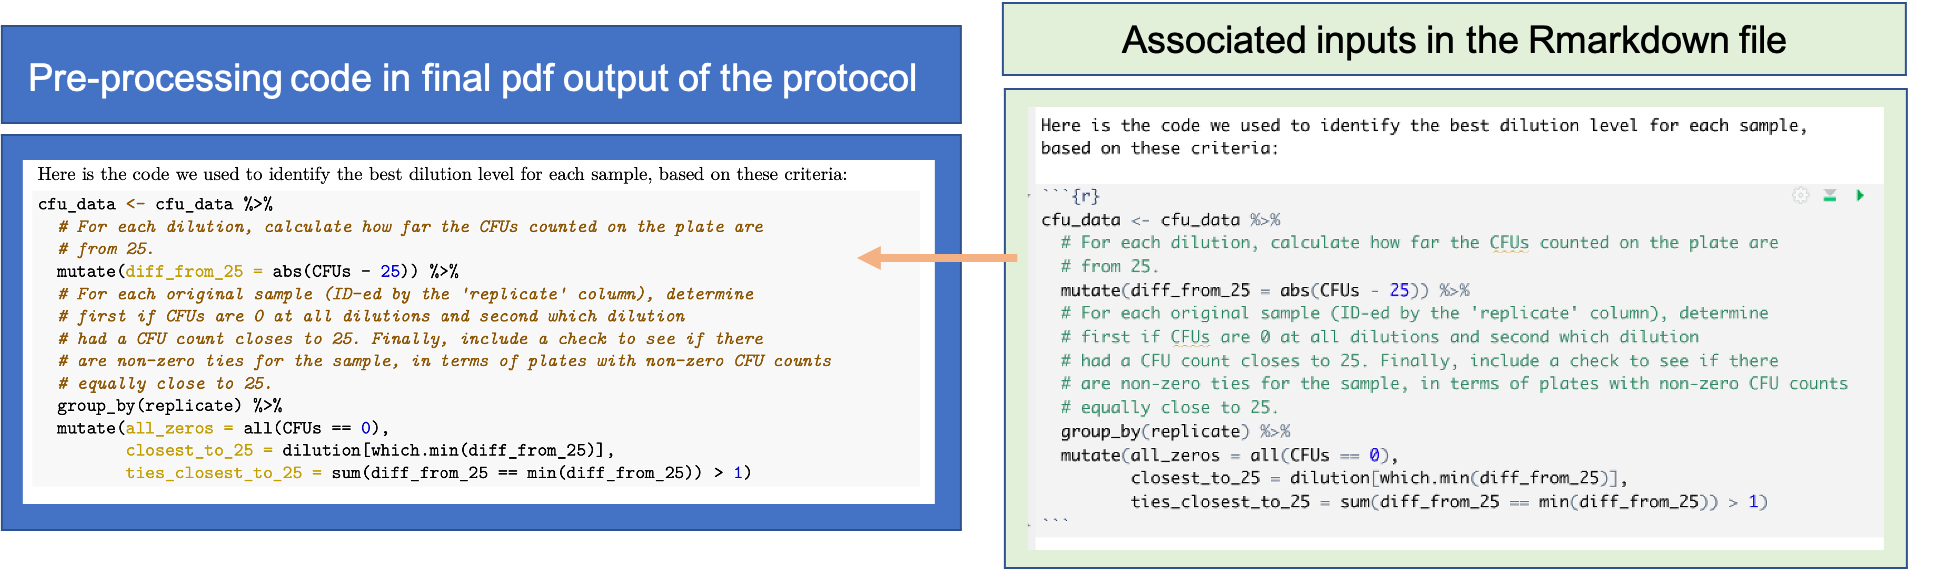 Pre-processing code in final pdf output of the protocol
Here is the code we used to identify the best dilution level for each sample, based on these criteria:
cfu_data <- cfu_data %>%
  # For each dilution, calculate how far the CFUs counted on the plate are
  # from 25.
  mutate(diff_from_25 = abs(CFUs - 25)) %>%
  # For each original sample (ID-ed by the 'replicate' column), determine
  # first if CFUs are 0 at all dilutions and second which dilution
  # had a CFU count closes to 25. Finally, include a check to see if there
  # are non-zero ties for the sample, in terms of plates with non-zero CFU counts
  # equally close to 25.
  group_by(replicate) %>%
  mutate(all_zeros = all(CFUs == 0),
         closest_to_25 = dilution[which.min(diff_from_25)],
         ties_closest_to_25 = sum(diff_from_25 == min(diff_from_25)) > 1)
Associated inputs in the Rmarkdown file
Here is the code we used to identify the best dilution level for each sample,
based on these criteria:
```{r}
cfu_data <- cfu_data %>%
  # For each dilution, calculate how far the CFUs counted on the plate are
  # from 25.
  mutate(diff_from_25 = abs(CFUs - 25)) %>%
  # For each original sample (ID-ed by the 'replicate' column), determine
  # first if CFUs are 0 at all dilutions and second which dilution
  # had a CFU count closes to 25. Finally, include a check to see if there
  # are non-zero ties for the sample, in terms of plates with non-zero CFU counts
  # equally close to 25.
  group_by(replicate) %>%
  mutate(all_zeros = all(CFUs == 0),
         closest_to_25 = dilution[which.min(diff_from_25)],
         ties_closest_to_25 = sum(diff_from_25 == min(diff_from_25)) > 1)
```